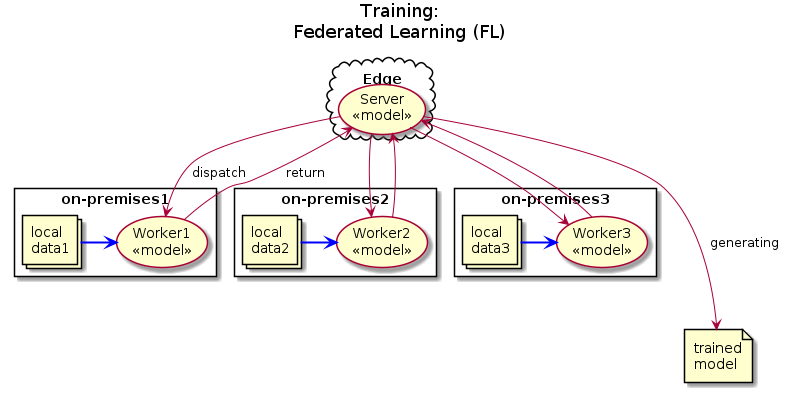 Training:
Federated Learning (FL)
Edge
Server
«model»
dispatch
return
on-premises1
local
data1
Worker1
«model»
on-premises2
local
data2
Worker2
«model»
on-premises3
local
data3
Worker3
«model»
generating
trained
model